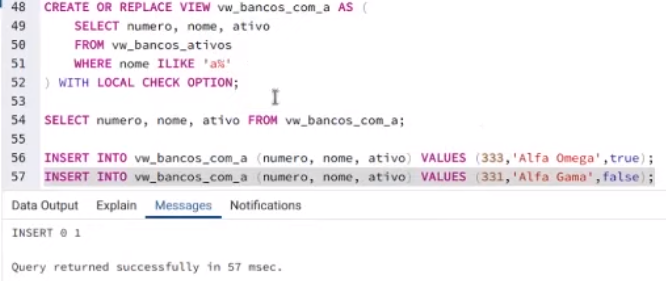 48 CREATE OR REPLACE VIEW vw_bancos_com_a AS (
49 SELECT numero, nome, ativo
50 FROM vw_bancos_ativos
51 WHERE nome ILIKE 'a%'
52 ) WITH LOCAL CHECK OPTION;
53
54 SELECT numero, nome, ativo FROM vw_bancos_com_a;
55
56 INSERT INTO vw_bancos_com_a (numero, nome, ativo) VALUES (333,'Alfa Omega',true);
57 INSERT INTO vw_bancos_com_a (numero, nome, ativo) VALUES (331,'Alfa Gama',false);
Data Output Explain Messages Notifications
INSERT 0 1
Query returned successfully in 57 msec.